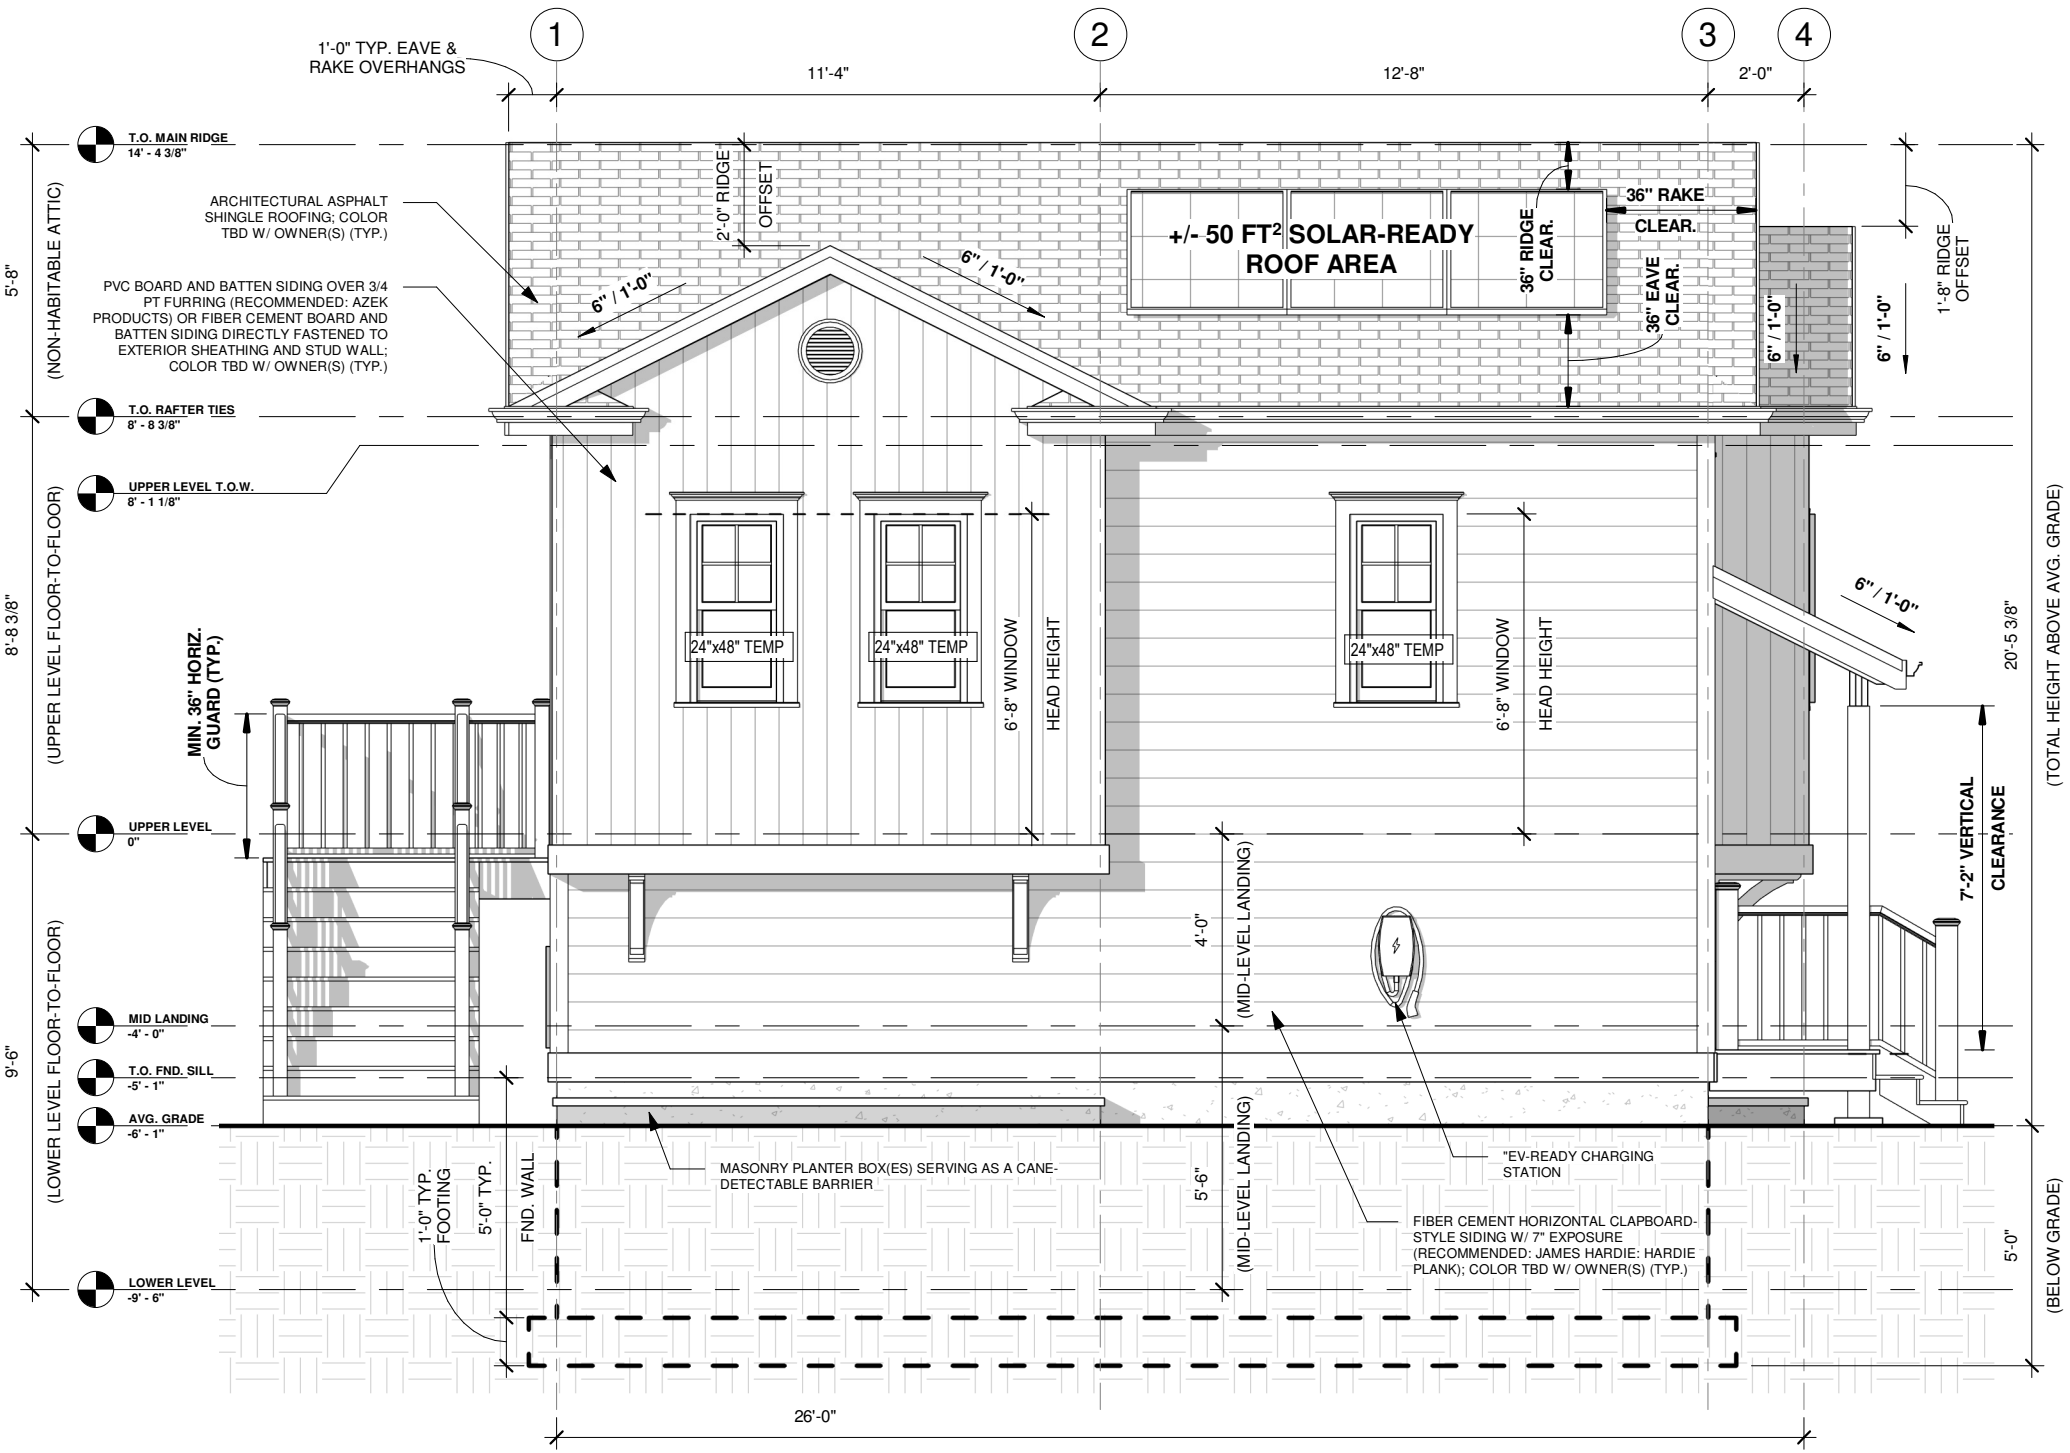 1
2
3
4
1'-0" TYP. EAVE &
RAKE OVERHANGS
11'-4"
12'-8"
2'-0"
T.O. MAIN RIDGE
14' - 4 3/8"
ARCHITECTURAL ASPHALT
SHINGLE ROOFING; COLOR
TBD W/ OWNER(S) (TYP.)
PVC BOARD AND BATTEN SIDING OVER 3/4
PT FURRING (RECOMMENDED: AZEK
PRODUCTS) OR FIBER CEMENT BOARD AND
BATTEN SIDING DIRECTLY FASTENED TO
EXTERIOR SHEATHING AND STUD WALL;
COLOR TBD W/ OWNER(S) (TYP.)
5'-8"
(NON-HABITABLE ATTIC)
2'-0" RIDGE
OFFSET
6" / 1'-0"
6" / 1'-0"
+/- 50 FT² SOLAR-READY
ROOF AREA
36" RIDGE
CLEAR.
36" RAKE
CLEAR.
36" EAVE
CLEAR.
6" / 1'-0"
6" / 1'-0"
1'-8" RIDGE
OFFSET
T.O. RAFTER TIES
8' - 8 3/8"
UPPER LEVEL T.O.W.
8' - 1 1/8"
8'-8 3/8"
(UPPER LEVEL FLOOR-TO-FLOOR)
MIN. 36" HORIZ.
GUARD (TYP.)
24"x48" TEMP
24"x48" TEMP
24"x48" TEMP
6'-8" WINDOW
HEAD HEIGHT
6'-8" WINDOW
HEAD HEIGHT
6" / 1'-0"
20'-5 3/8"
(TOTAL HEIGHT ABOVE AVG. GRADE)
7'-2" VERTICAL
CLEARANCE
UPPER LEVEL
0"
4'-0"
(MID-LEVEL LANDING)
9'-6"
(LOWER LEVEL FLOOR-TO-FLOOR)
MID LANDING
-4' - 0"
T.O. FND. SILL
-5' - 1"
AVG. GRADE
-6' - 1"
1'-0" TYP.
FOOTING
5'-0" TYP.
FND. WALL
MASONRY PLANTER BOX(ES) SERVING AS A CANE-
DETECTABLE BARRIER
5'-6"
(MID-LEVEL LANDING)
"EV-READY CHARGING
STATION
FIBER CEMENT HORIZONTAL CLAPBOARD-
STYLE SIDING W/ 7" EXPOSURE
(RECOMMENDED: JAMES HARDIE: HARDIE
PLANK); COLOR TBD W/ OWNER(S) (TYP.)
5'-0"
(BELOW GRADE)
LOWER LEVEL
-9' - 6"
26'-0"